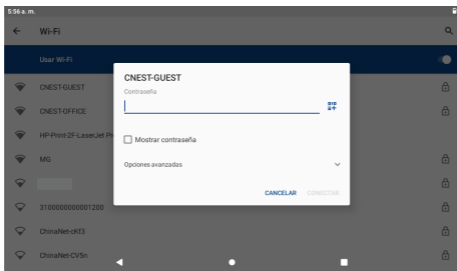 5:56 a. m.
Wi-Fi
Usar Wi-Fi
CNEST-GUEST
CNEST-OFFICE
HP-Print-2F-LaserJet Pr
MG
3100000000001200
ChinaNet-cKf3
ChinaNet-CV5n
CNEST-GUEST
Contraseña
Mostrar contraseña
Opciones avanzadas
CANCELAR CONECTAR